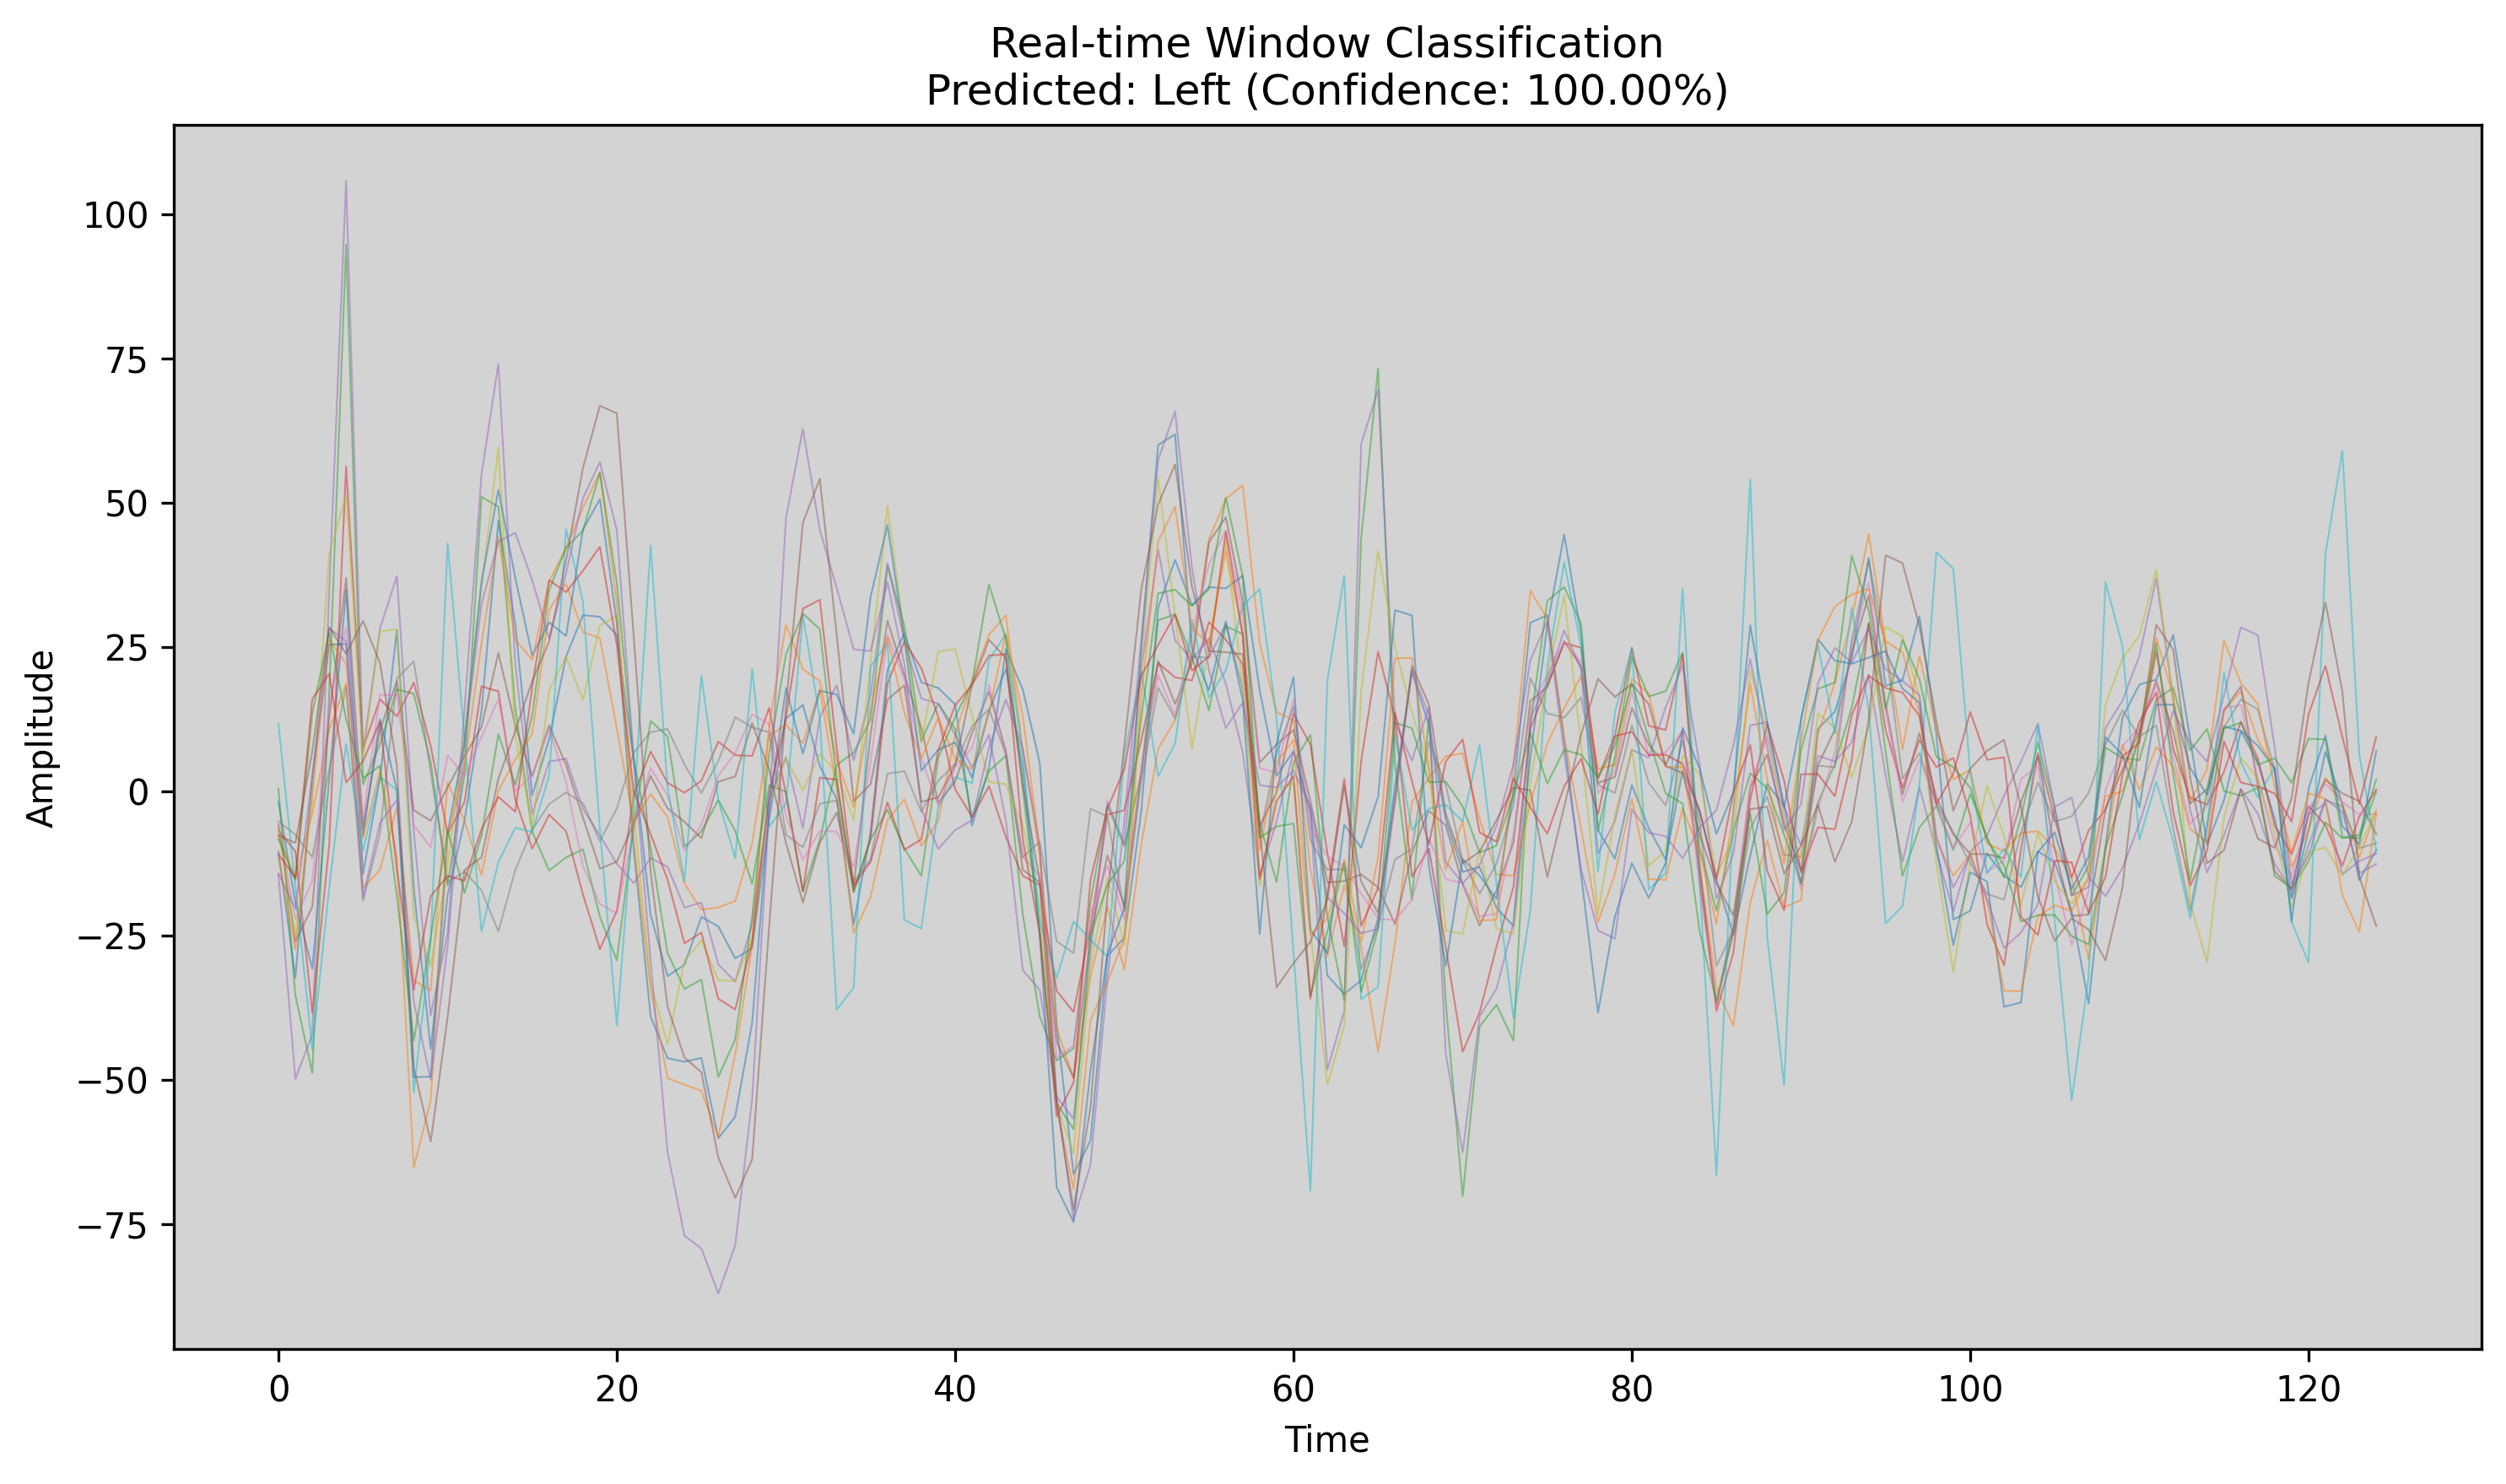 Real-time Window Classification
Predicted: Left (Confidence: 100.00%)
Amplitude
100
75
50
25
0
−25
−50
−75
0 20 40 60 80 100 120
Time